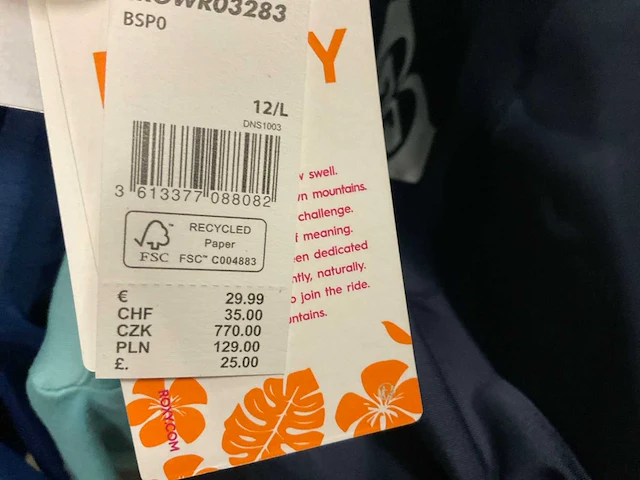 BSP0
Y
12/L
DNS1003
3 613377 088082
RECYCLED
Paper
FSC
FSC™ C004883
€ 29.99
CHF 35.00
CZK 770.00
PLN 129.00
£. 25.00
swell.
mountains.
challenge.
meaning.
dedicated
naturally.
join the ride.
ROXY.COM